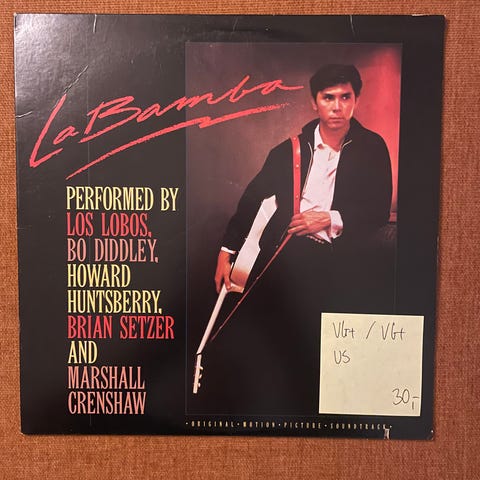 La Bamba
PERFORMED BY
LOS LOBOS,
BO DIDDLEY,
HOWARD
HUNTSBERRY,
BRIAN SETZER
AND
MARSHALL
CRENSHAW
VG+ / VG+
US
30,-
· ORIGINAL · MOTION · PICTURE · SOUNDTRACK ·